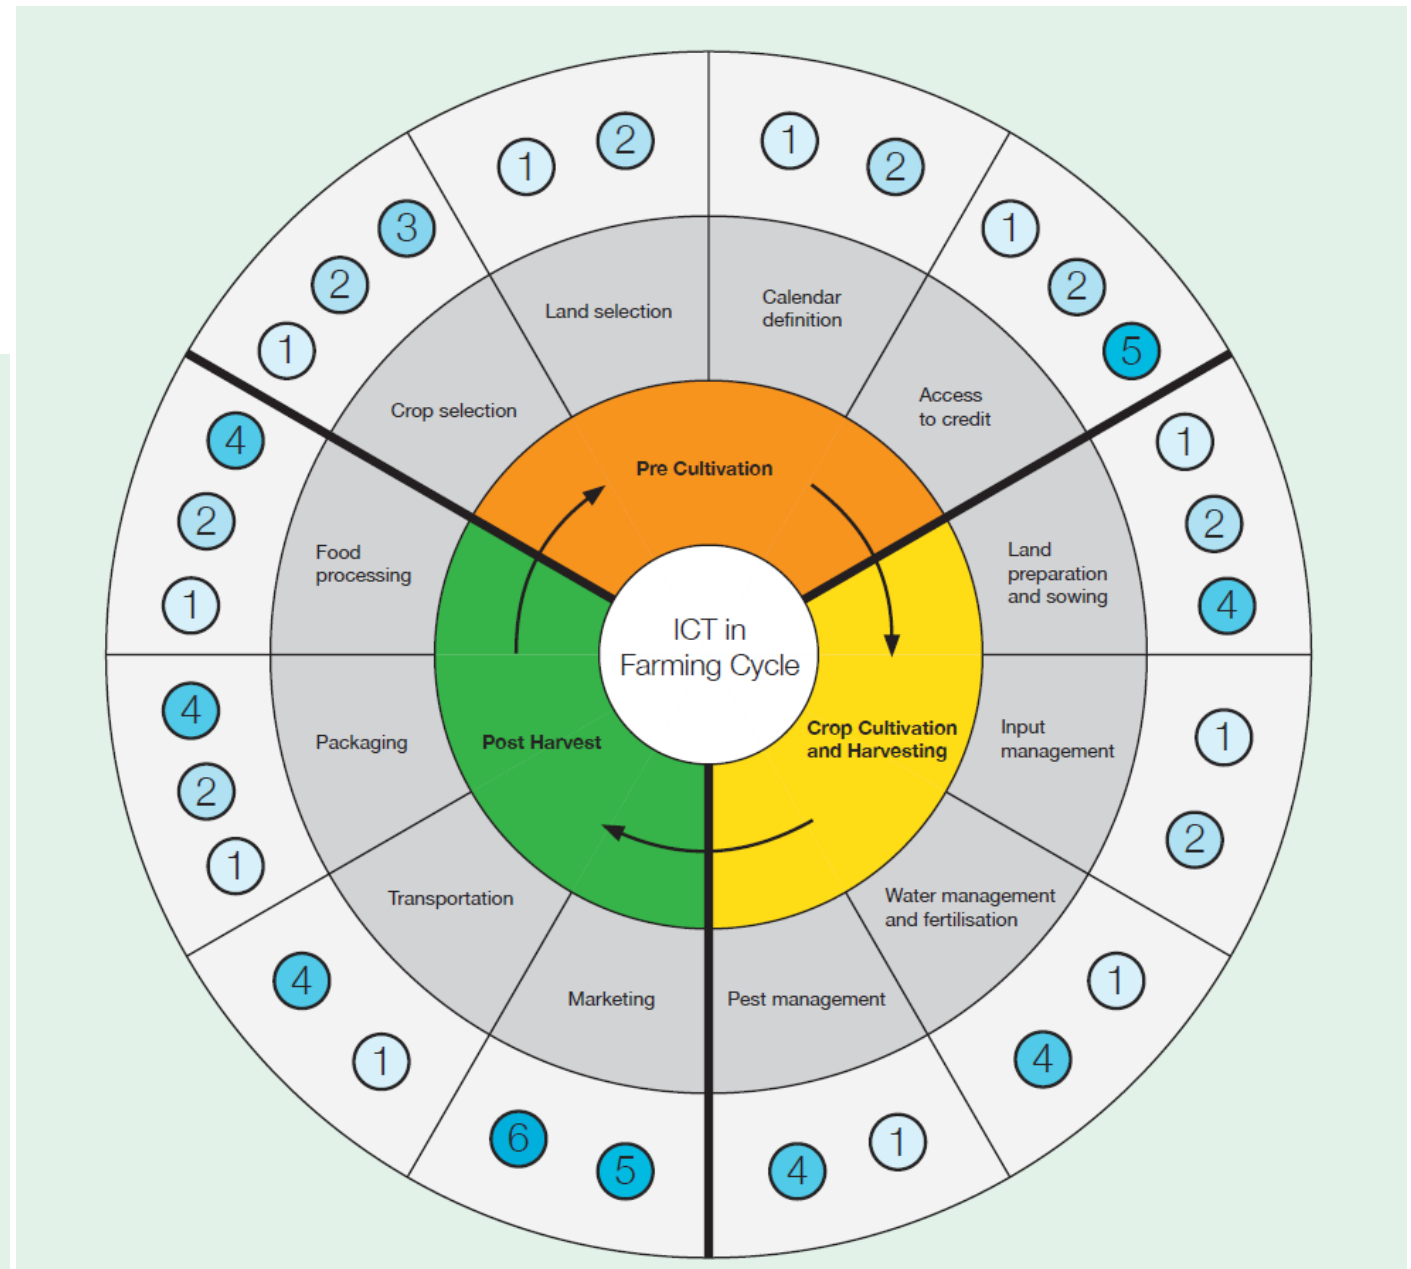 1
2
1
2
3
2
1
1
2
5
Land selection
Calendar
definition
Crop selection
Access
to credit
Pre Cultivation
4
2
1
Food
processing
Land
preparation
and sowing
1
2
4
ICT in
Farming Cycle
4
2
1
Packaging
Post Harvest
Crop Cultivation
and Harvesting
Input
management
1
2
Transportation
Water management
and fertilisation
4
1
Marketing
Pest management
1
4
6
5
4
1